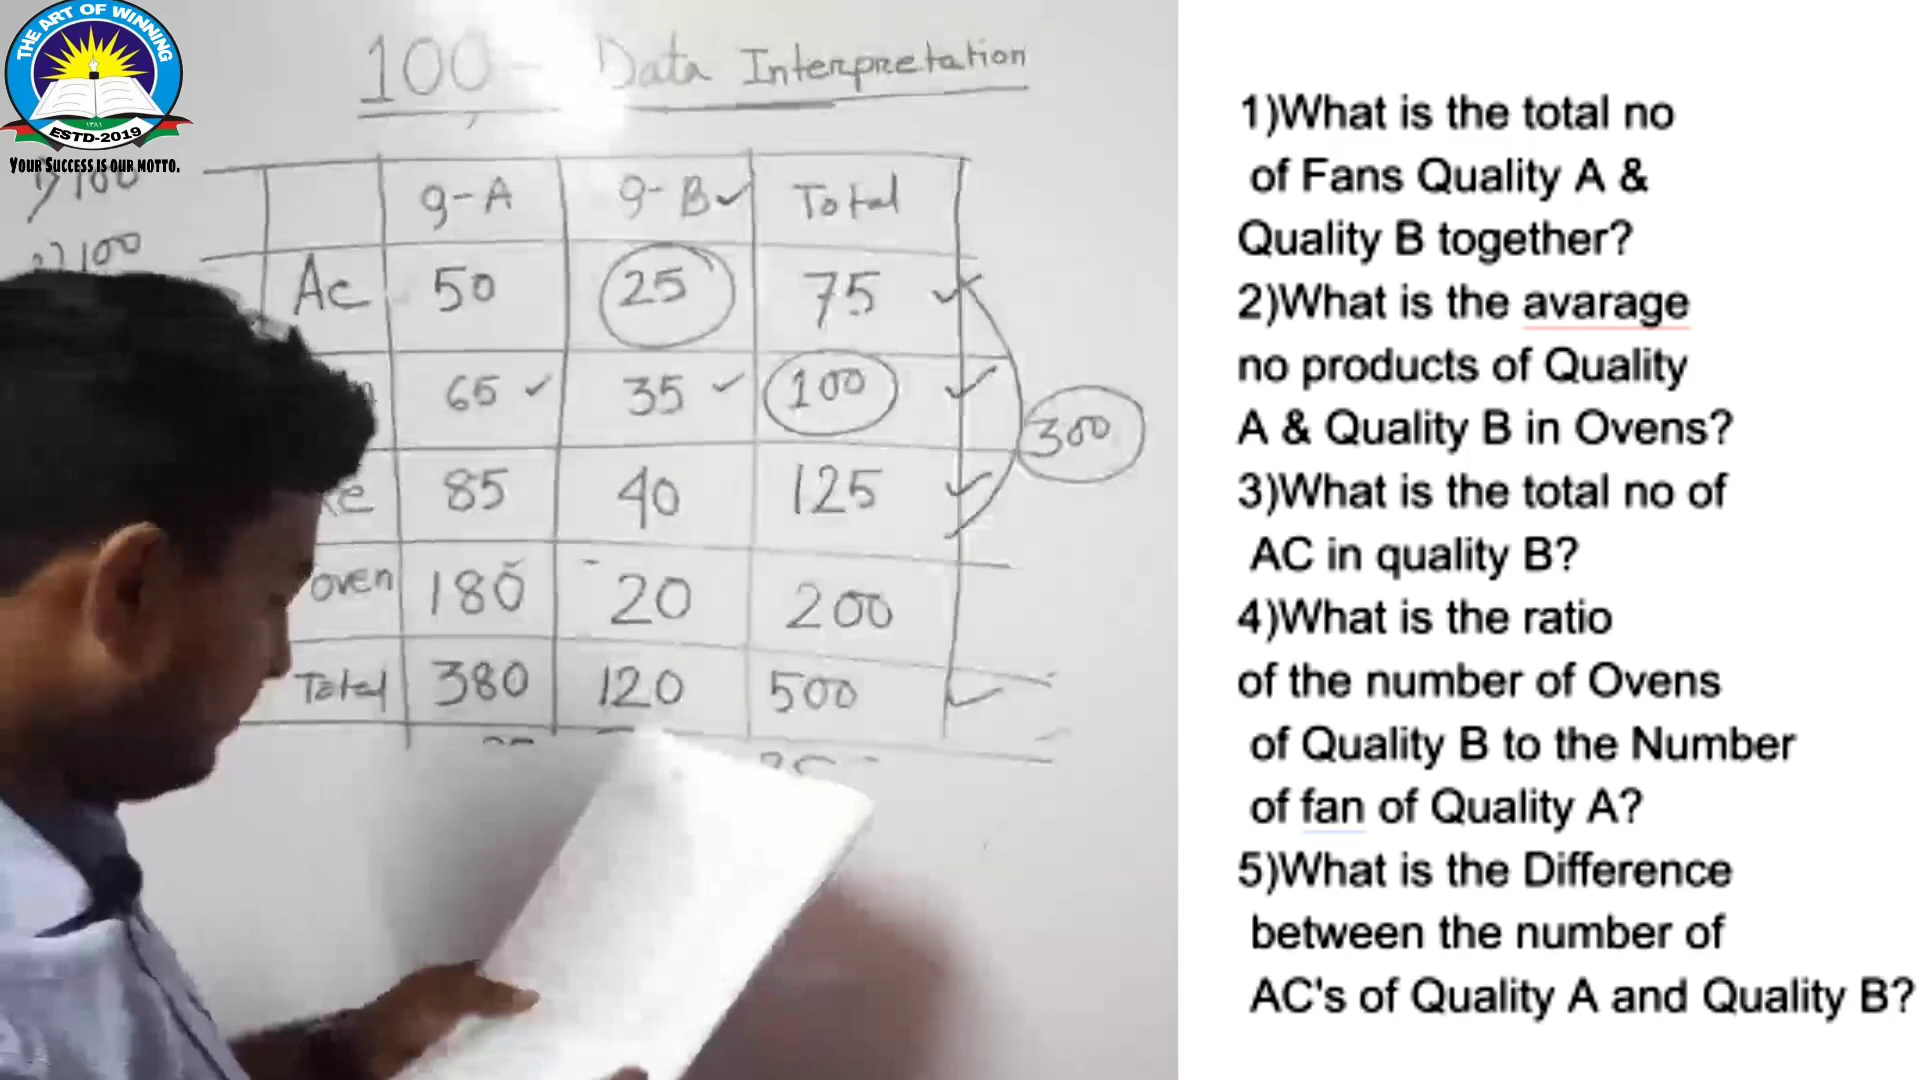 THE ART OF WINNING
ESTD-2019
YOUR SUCCESS IS OUR MOTTO.
100 - Data Interpretation
1) 100
2) 100
q-A q-B Total
Ac 50 25 75
65 35 100
300
85 40 125
oven 180 20 200
Total 380 120 500
1)What is the total no
of Fans Quality A &
Quality B together?
2)What is the avarage
no products of Quality
A & Quality B in Ovens?
3)What is the total no of
AC in quality B?
4)What is the ratio
of the number of Ovens
of Quality B to the Number
of fan of Quality A?
5)What is the Difference
between the number of
AC's of Quality A and Quality B?